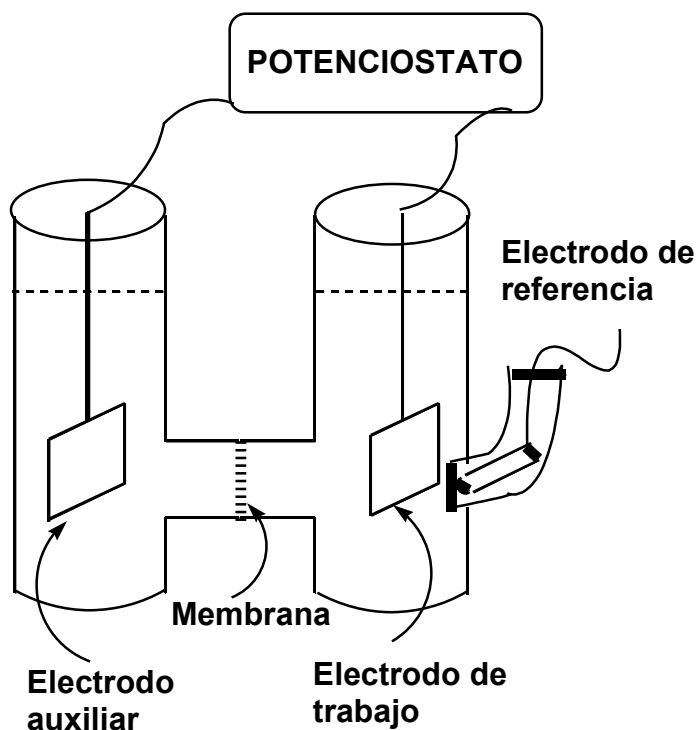 POTENCIOSTATO
Electrodo de
referencia
Membrana
Electrodo
auxiliar
Electrodo de
trabajo